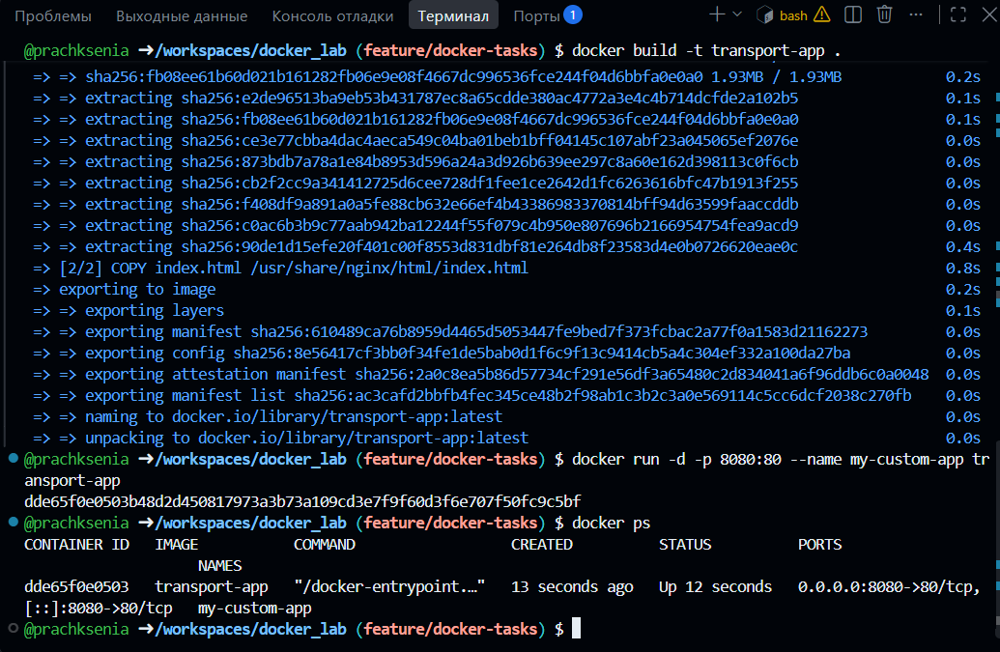 Проблемы Выходные данные Консоль отладки Терминал Порты 1 bash
@prachksenia ➜/workspaces/docker_lab (feature/docker-tasks) $ docker build -t transport-app .
=> => sha256:fb08ee61b60d021b161282fb06e9e08f4667dc996536fce244f04d6bbfa0e0a0 1.93MB / 1.93MB 0.2s
=> => extracting sha256:e2de96513ba9eb53b431787ec8a65cdde380ac4772a3e4c4b714dcfde2a102b5 0.1s
=> => extracting sha256:fb08ee61b60d021b161282fb06e9e08f4667dc996536fce244f04d6bbfa0e0a0 0.1s
=> => extracting sha256:ce3e77cbba4dac4aeca549c04ba01beb1bff04145c107abf23a045065ef2076e 0.0s
=> => extracting sha256:873bdb7a78a1e84b8953d596a24a3d926b639ee297c8a60e162d398113c0f6cb 0.0s
=> => extracting sha256:cb2f2cc9a341412725d6cee728df1fee1ce2642d1fc6263616bfc47b1913f255 0.0s
=> => extracting sha256:f408df9a891a0a5fe88cb632e66ef4b43386983370814bff94d63599faaccddb 0.0s
=> => extracting sha256:c0ac6b3b9c77aab942ba12244f55f079c4b950e807696b2166954754fea9acd9 0.0s
=> => extracting sha256:90de1d15efe20f401c00f8553d831dbf81e264db8f23583d4e0b0726620eae0c 0.4s
=> [2/2] COPY index.html /usr/share/nginx/html/index.html 0.8s
=> exporting to image 0.2s
=> => exporting layers 0.1s
=> => exporting manifest sha256:610489ca76b8959d4465d5053447fe9bed7f373fcbac2a77f0a1583d21162273 0.0s
=> => exporting config sha256:8e56417cf3bb0f34fe1de5bab0d1f6c9f13c9414cb5a4c304ef332a100da27ba 0.0s
=> => exporting attestation manifest sha256:2a0c8ea5b86d57734cf291e56df3a65480c2d834041a6f96ddb6c0a0048 0.0s
=> => exporting manifest list sha256:ac3cafd2bbfb4fec345ce48b2f98ab1c3b2c3a0e569114c5cc6dcf2038c270fb 0.0s
=> => naming to docker.io/library/transport-app:latest 0.0s
=> => unpacking to docker.io/library/transport-app:latest 0.0s
@prachksenia ➜/workspaces/docker_lab (feature/docker-tasks) $ docker run -d -p 8080:80 --name my-custom-app tr
ansport-app
dde65f0e0503b48d2d450817973a3b73a109cd3e7f9f60d3f6e707f50fc9c5bf
@prachksenia ➜/workspaces/docker_lab (feature/docker-tasks) $ docker ps
CONTAINER ID IMAGE COMMAND CREATED STATUS PORTS
NAMES
dde65f0e0503 transport-app "/docker-entrypoint.…" 13 seconds ago Up 12 seconds 0.0.0.0:8080->80/tcp,
[::]:8080->80/tcp my-custom-app
@prachksenia ➜/workspaces/docker_lab (feature/docker-tasks) $